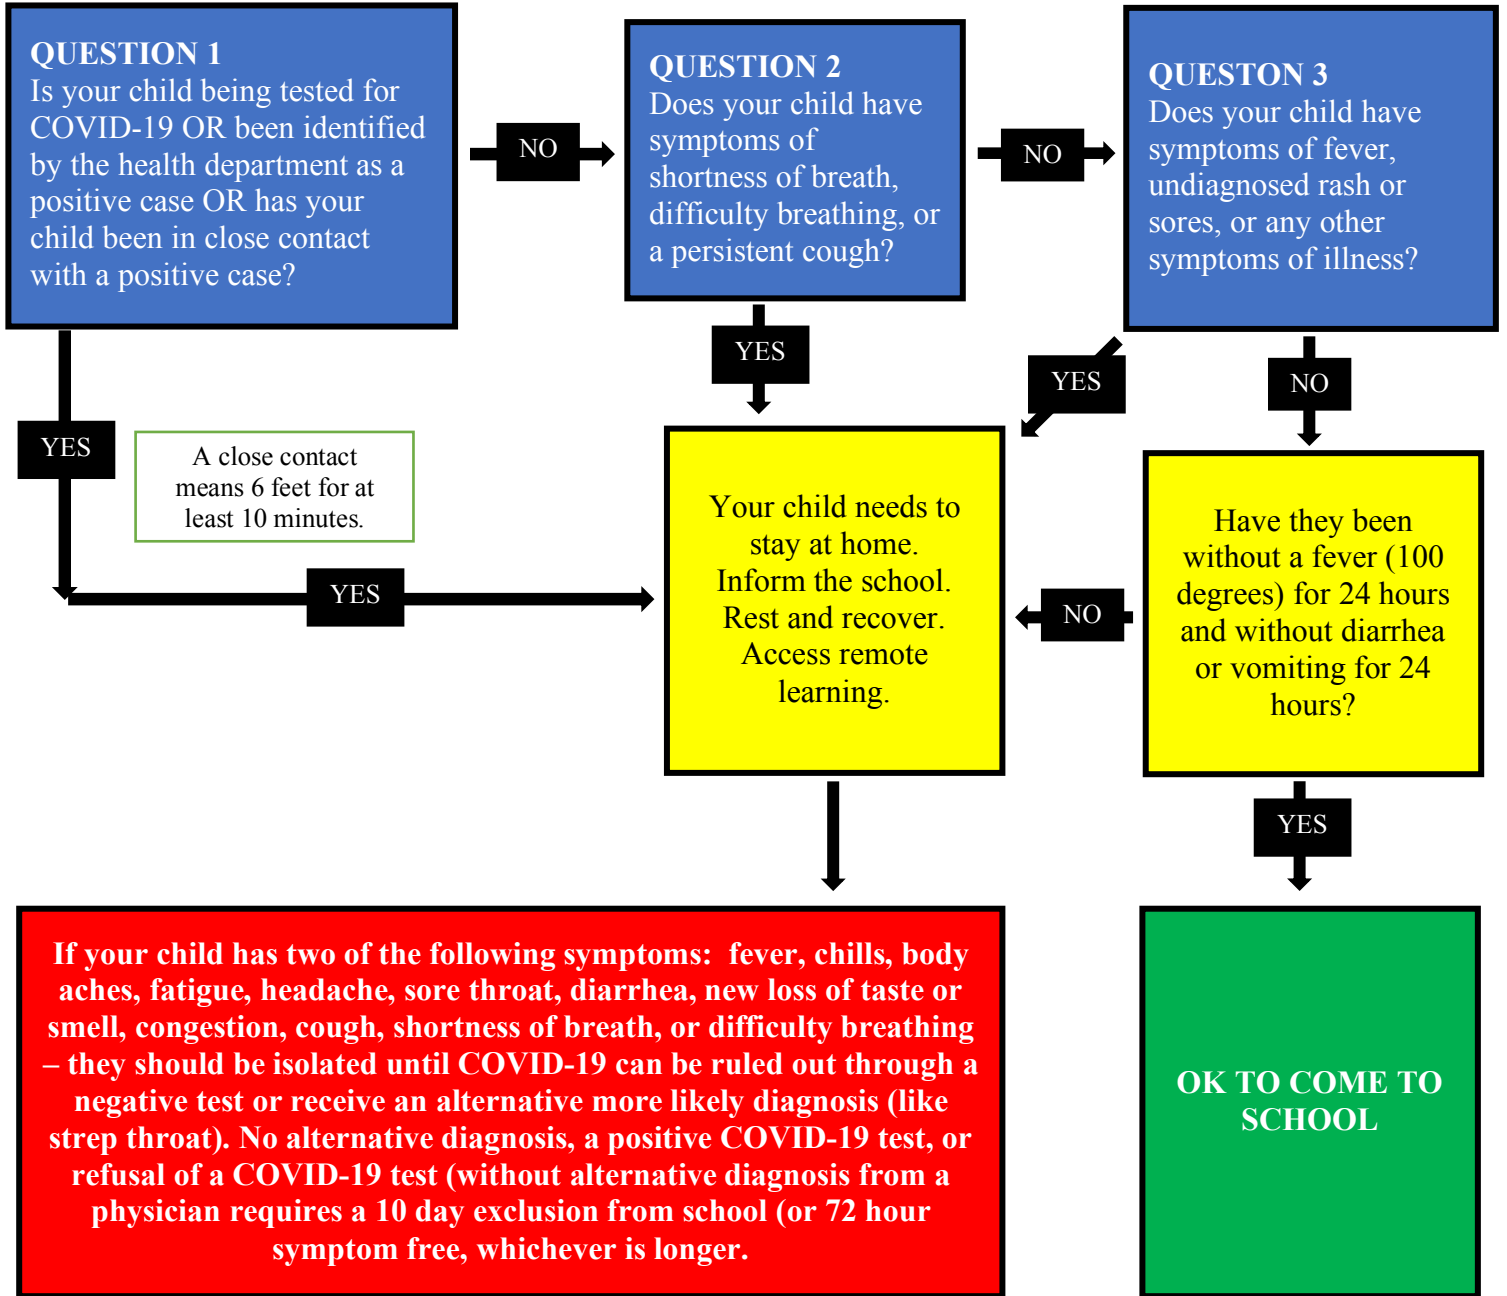 QUESTION 1
Is your child being tested for
COVID-19 OR been identified
by the health department as a
positive case OR has your
child been in close contact
with a positive case?
NO
QUESTION 2
Does your child have
symptoms of
shortness of breath,
difficulty breathing, or
a persistent cough?
NO
QUESTON 3
Does your child have
symptoms of fever,
undiagnosed rash or
sores, or any other
symptoms of illness?
YES
YES
YES
NO
A close contact
means 6 feet for at
least 10 minutes.
YES
Your child needs to
stay at home.
Inform the school.
Rest and recover.
Access remote
learning.
NO
Have they been
without a fever (100
degrees) for 24 hours
and without diarrhea
or vomiting for 24
hours?
YES
If your child has two of the following symptoms:  fever, chills, body
aches, fatigue, headache, sore throat, diarrhea, new loss of taste or
smell, congestion, cough, shortness of breath, or difficulty breathing
– they should be isolated until COVID-19 can be ruled out through a
negative test or receive an alternative more likely diagnosis (like
strep throat). No alternative diagnosis, a positive COVID-19 test, or
refusal of a COVID-19 test (without alternative diagnosis from a
physician requires a 10 day exclusion from school (or 72 hour
symptom free, whichever is longer.
OK TO COME TO
SCHOOL